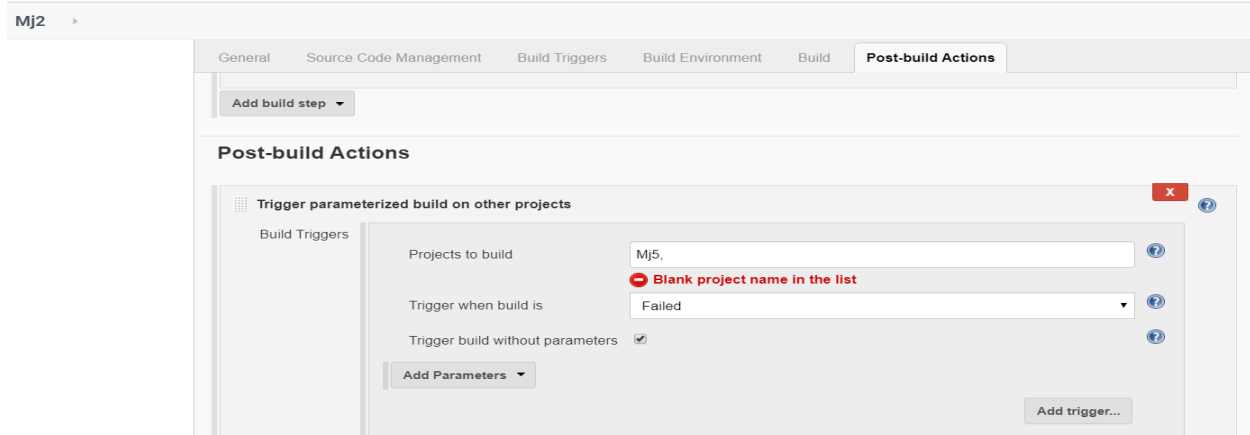 Mj2
General Source Code Management Build Triggers Build Environment Build Post-build Actions
Add build step
Post-build Actions
X
Trigger parameterized build on other projects
Build Triggers
Projects to build Mj5,
Blank project name in the list
Trigger when build is Failed
Trigger build without parameters
Add Parameters
Add trigger...